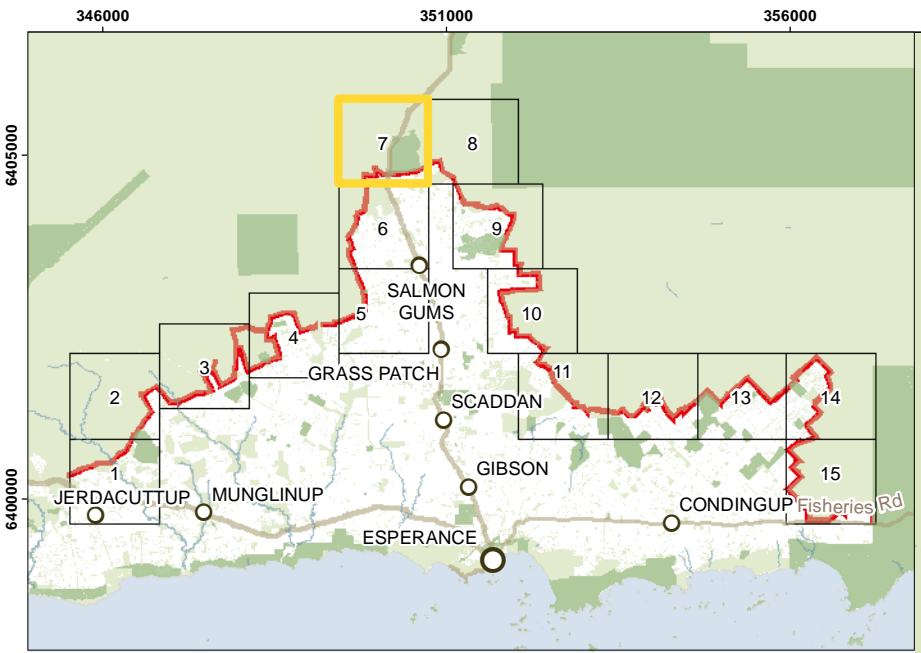 346000
351000
356000
6405000
6400000
7
8
6
9
SALMON
GUMS
5
10
4
3
GRASS PATCH
11
2
12
13
14
SCADDAN
1
GIBSON
15
JERDACUTTUP
MUNGLINUP
CONDINGUP
Fisheries Rd
ESPERANCE